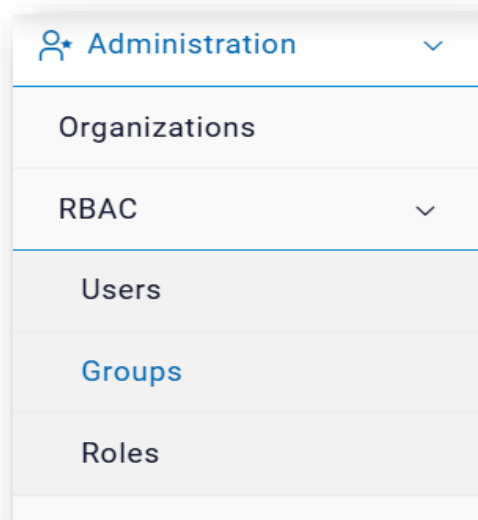 Administration
Organizations
RBAC
Users
Groups
Roles